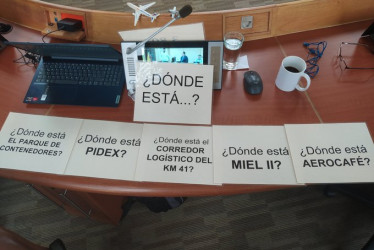 ¿DÓNDE
ESTÁ...?
¿Dónde está
EL PARQUE DE
CONTENEDORES?
¿Dónde está
PIDEX?
¿Dónde está el
CORREDOR
LOGÍSTICO DEL
KM 41?
¿Dónde está
MIEL II?
¿Dónde está
AEROCAFÉ?